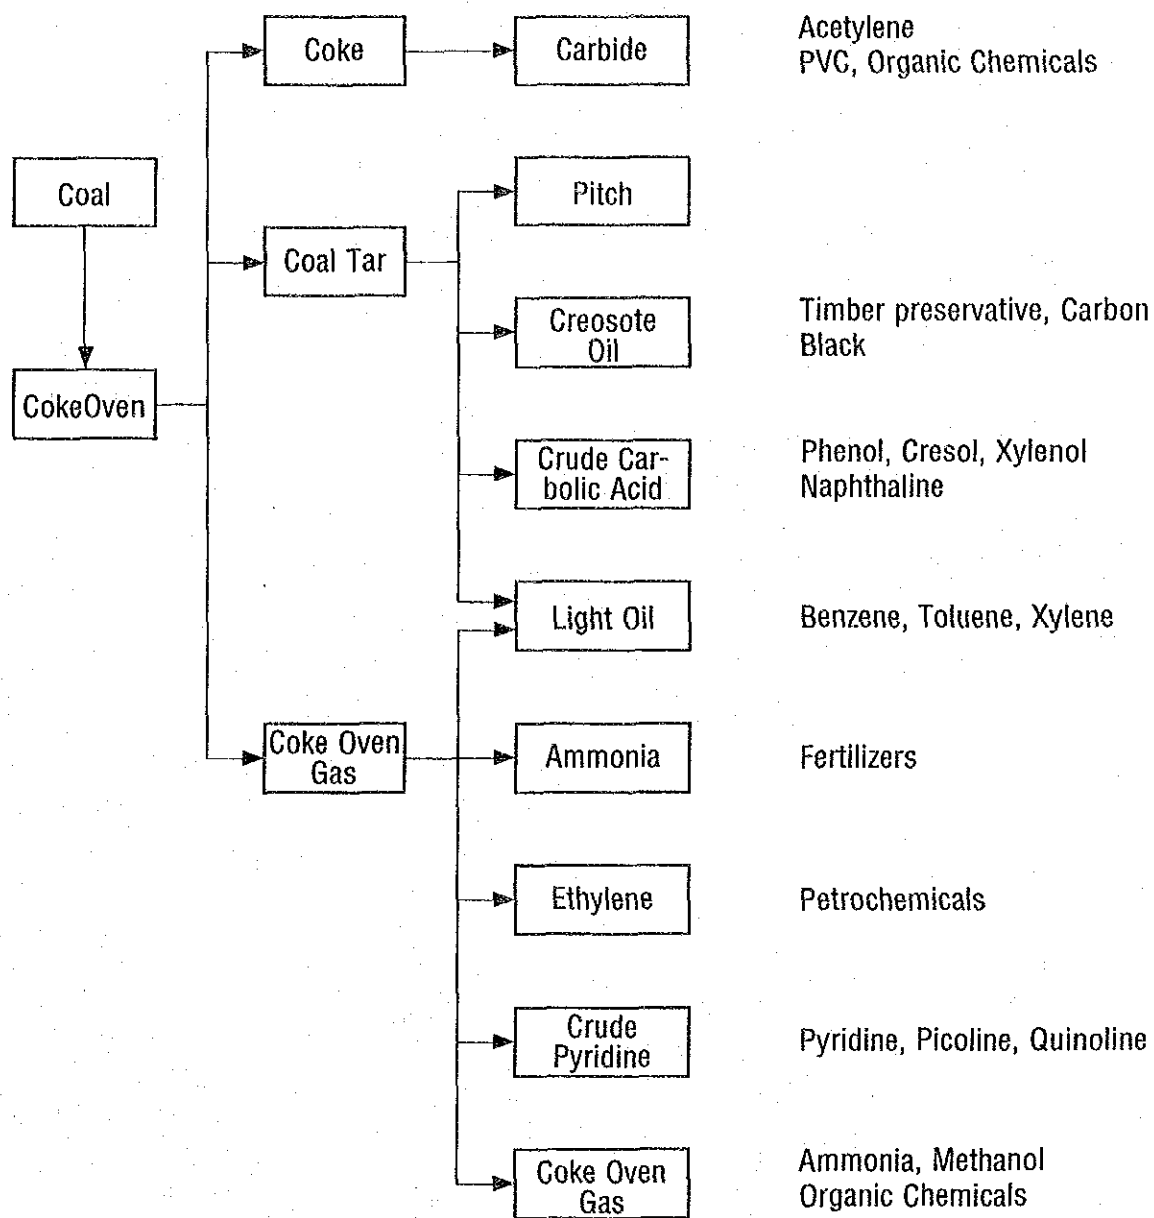 Coke
Carbide
Acetylene
PVC, Organic Chemicals
Coal
Pitch
Coal Tar
Creosote
Oil
Timber preservative, Carbon
Black
CokeOven
Crude Car-
bolic Acid
Phenol, Cresol, Xylenol
Naphthaline
Light Oil
Benzene, Toluene, Xylene
Coke Oven
Gas
Ammonia
Fertilizers
Ethylene
Petrochemicals
Crude
Pyridine
Pyridine, Picoline, Quinoline
Coke Oven
Gas
Ammonia, Methanol
Organic Chemicals